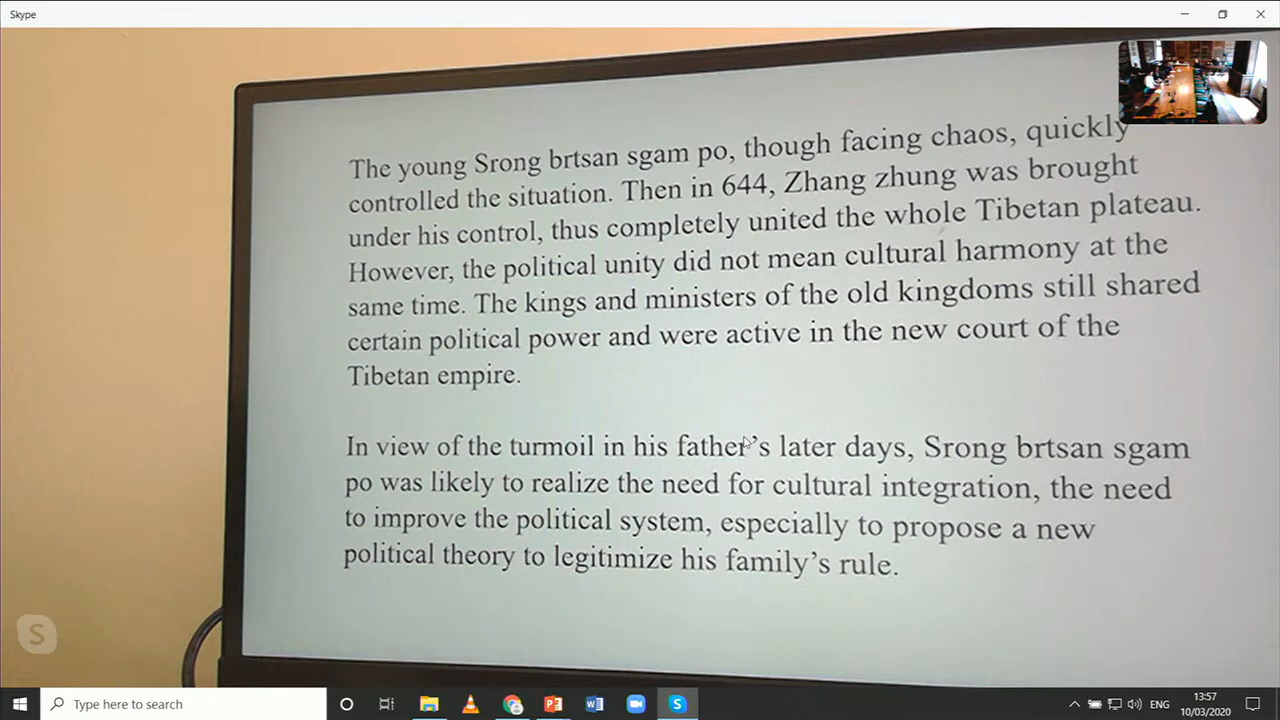 Skype
The young Srong brtsan sgam po, though facing chaos, quickly
controlled the situation. Then in 644, Zhang zhung was brought
under his control, thus completely united the whole Tibetan plateau.
However, the political unity did not mean cultural harmony at the
same time. The kings and ministers of the old kingdoms still shared
certain political power and were active in the new court of the
Tibetan empire.
In view of the turmoil in his father's later days, Srong brtsan sgam
po was likely to realize the need for cultural integration, the need
to improve the political system, especially to propose a new
political theory to legitimize his family's rule.
S
Type here to search
ENG
13:57
10/03/2020